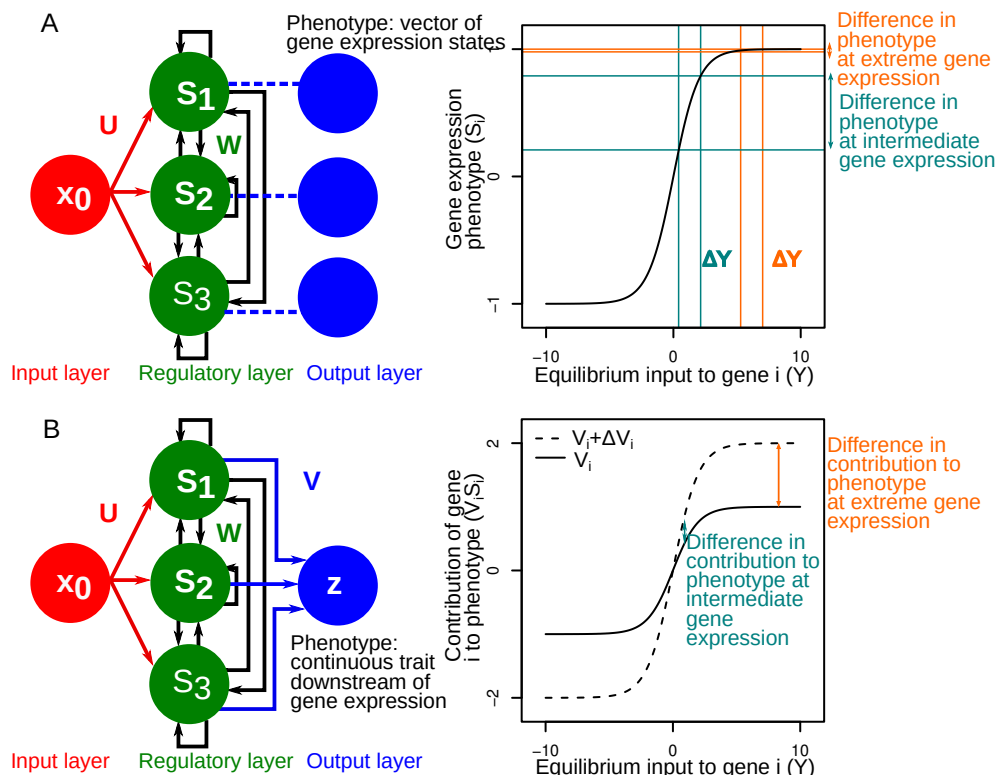 A
Phenotype: vector of
gene expression states
S1
U
W
x0
S2
S3
Input layer
Regulatory layer
Output layer
Gene expression
phenotype (Si)
1
0
−1
ΔY
ΔY
−10
0
10
Equilibrium input to gene i (Y)
Difference in
phenotype
at extreme gene
expression
Difference in
phenotype
at intermediate
gene expression
B
S1
V
U
W
x0
S2
z
S3
Phenotype:
continuous trait
downstream of
gene expression
Input layer
Regulatory layer
Output layer
Contribution of gene
i to phenotype (ViSi)
2
0
−2
Vi+ΔVi
Vi
Difference in
contribution to
phenotype at
intermediate
gene
expression
Difference in
contribution to
phenotype
at extreme gene
expression
−10
0
10
Equilibrium input to gene i (Y)